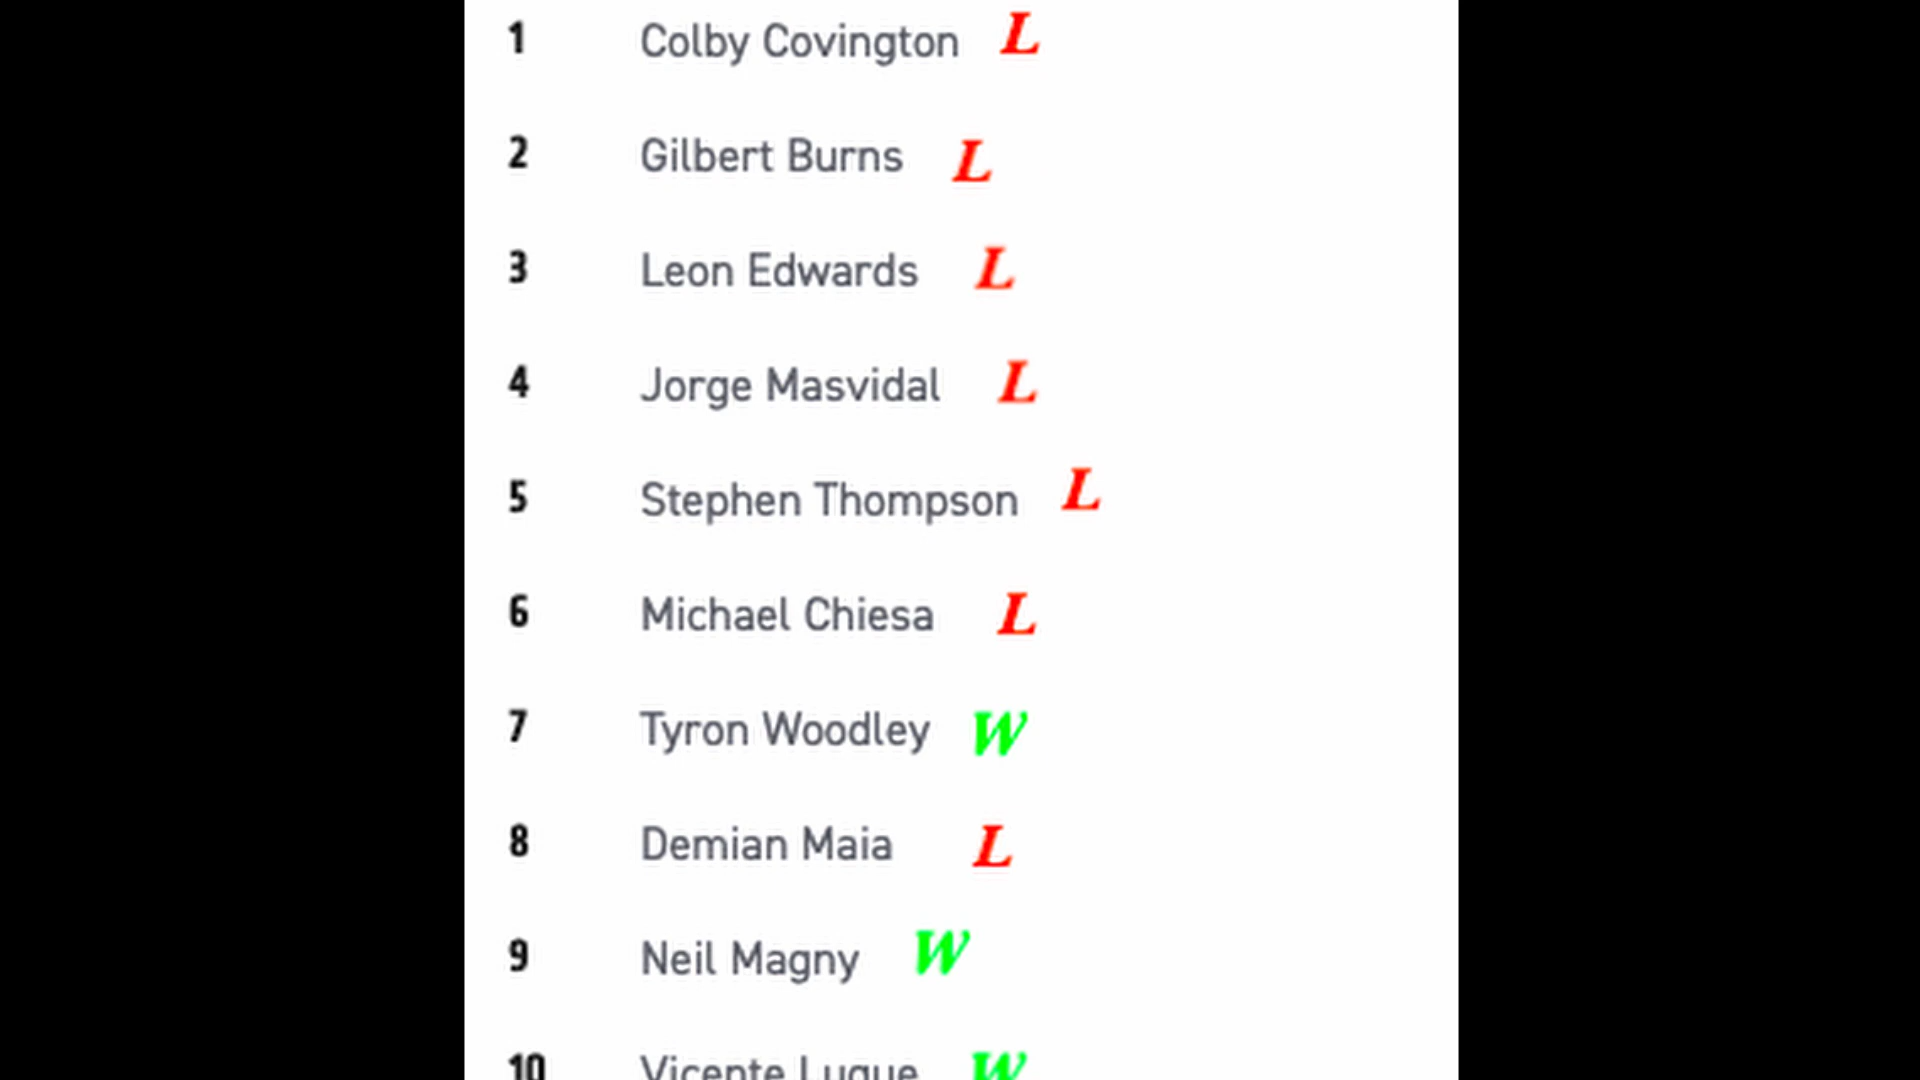 1 Colby Covington L
2 Gilbert Burns L
3 Leon Edwards L
4 Jorge Masvidal L
5 Stephen Thompson L
6 Michael Chiesa L
7 Tyron Woodley W
8 Demian Maia L
9 Neil Magny W
10 Vicente Luque W